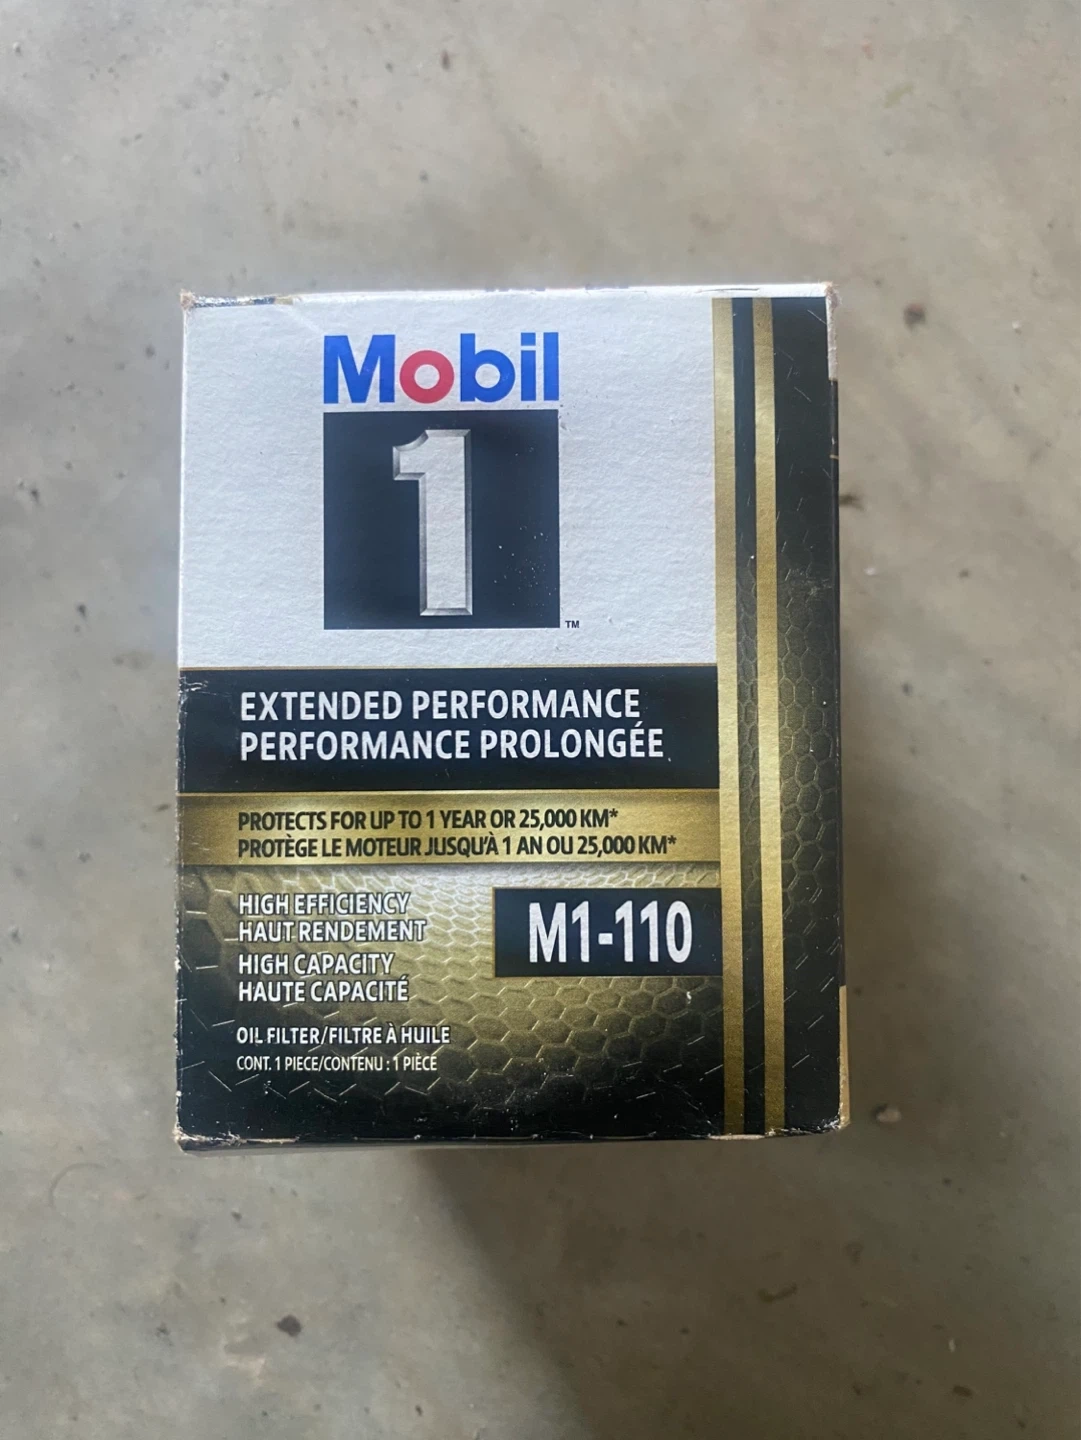 Mobil
1
TM
EXTENDED PERFORMANCE
PERFORMANCE PROLONGÉE
PROTECTS FOR UP TO 1 YEAR OR 25,000 KM*
PROTÈGE LE MOTEUR JUSQU'À 1 AN OU 25,000 KM*
HIGH EFFICIENCY
HAUT RENDEMENT
HIGH CAPACITY
HAUTE CAPACITÉ
M1-110
OIL FILTER/FILTRE À HUILE
CONT. 1 PIECE/CONTENU : 1 PIÈCE